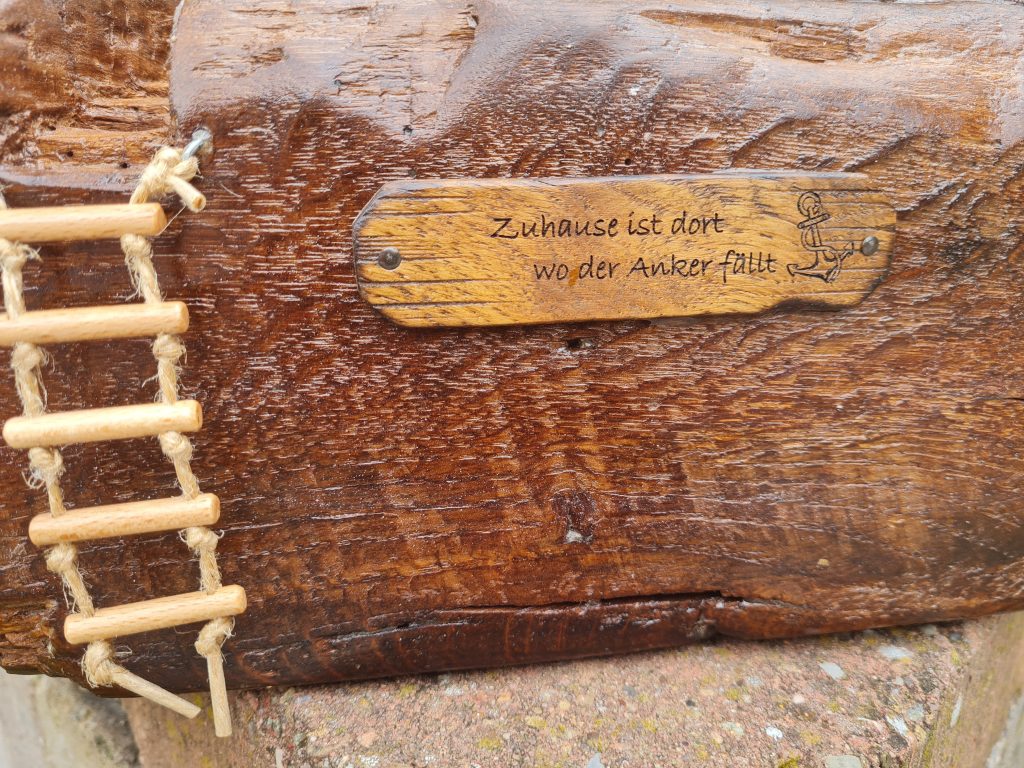 Zuhause ist dort
wo der Anker fällt